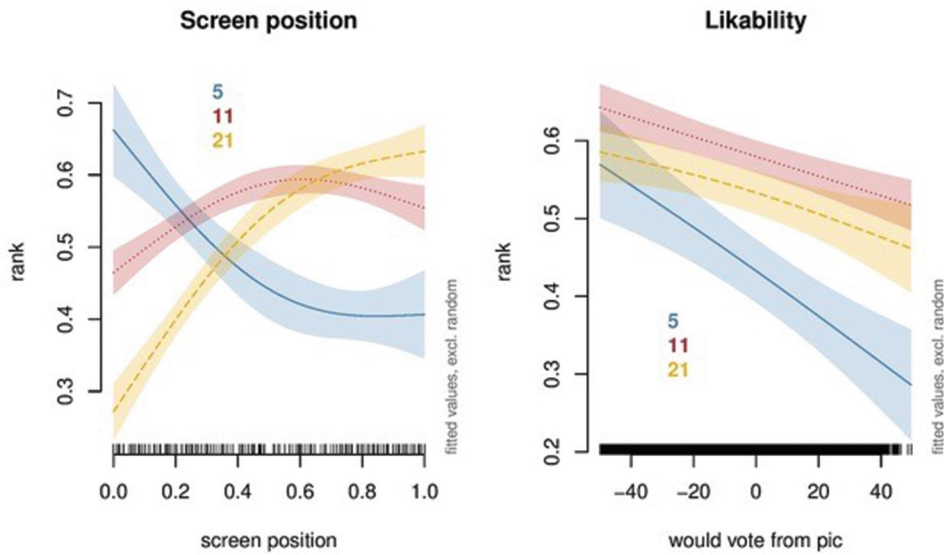 Screen position
5
11
21
0.7
0.6
0.5
0.4
0.3
rank
0.0 0.2 0.4 0.6 0.8 1.0
screen position
fitted values, excl. random
Likability
5
11
21
0.6
0.5
0.4
0.3
0.2
rank
−40 −20 0 20 40
would vote from pic
fitted values, excl. random